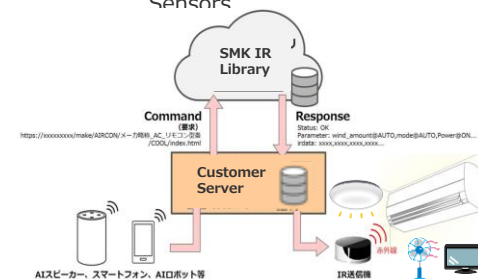 Sensors
SMK IR
Library
Command
(要求)
https://xxxxxxxxx/make/AIRCON/メーカ略称_AC_リモコン型番
/COOL/index.html
Response
Status: OK
Parameter: wind_amount@AUTO,mode@AUTO,Power@ON...
irdata: xxxx,xxxx,xxxx,xxxx...
Customer
Server
赤外線
AIスピーカー、スマートフォン、AIロボット等
IR送信機